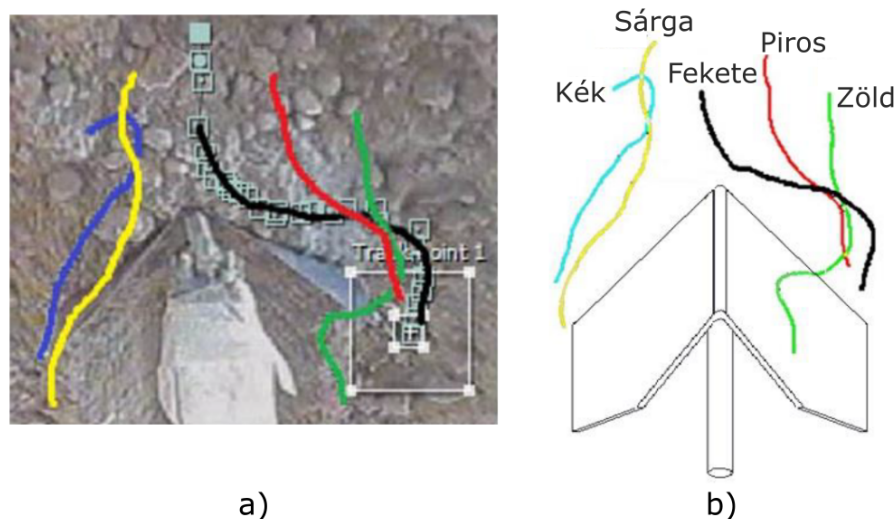 Sárga
Piros
Kék
Fekete
Zöld
Track Point 1
a)
b)